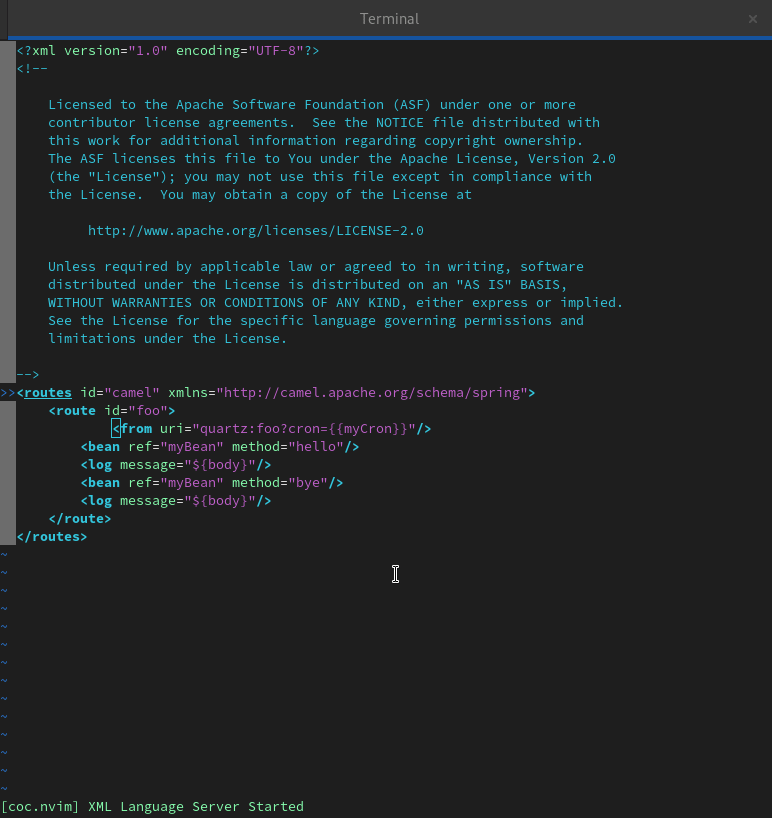 Terminal ×
<?xml version="1.0" encoding="UTF-8"?>
<!--
Licensed to the Apache Software Foundation (ASF) under one or more
contributor license agreements.  See the NOTICE file distributed with
this work for additional information regarding copyright ownership.
The ASF licenses this file to You under the Apache License, Version 2.0
(the "License"); you may not use this file except in compliance with
the License.  You may obtain a copy of the License at
http://www.apache.org/licenses/LICENSE-2.0
Unless required by applicable law or agreed to in writing, software
distributed under the License is distributed on an "AS IS" BASIS,
WITHOUT WARRANTIES OR CONDITIONS OF ANY KIND, either express or implied.
See the License for the specific language governing permissions and
limitations under the License.
-->
>><routes id="camel" xmlns="http://camel.apache.org/schema/spring">
<route id="foo">
<from uri="quartz:foo?cron={{myCron}}"/>
<bean ref="myBean" method="hello"/>
<log message="${body}"/>
<bean ref="myBean" method="bye"/>
<log message="${body}"/>
</route>
</routes>
~
~
~
~
~
~
~
~
~
~
~
~
~
~
[coc.nvim] XML Language Server Started